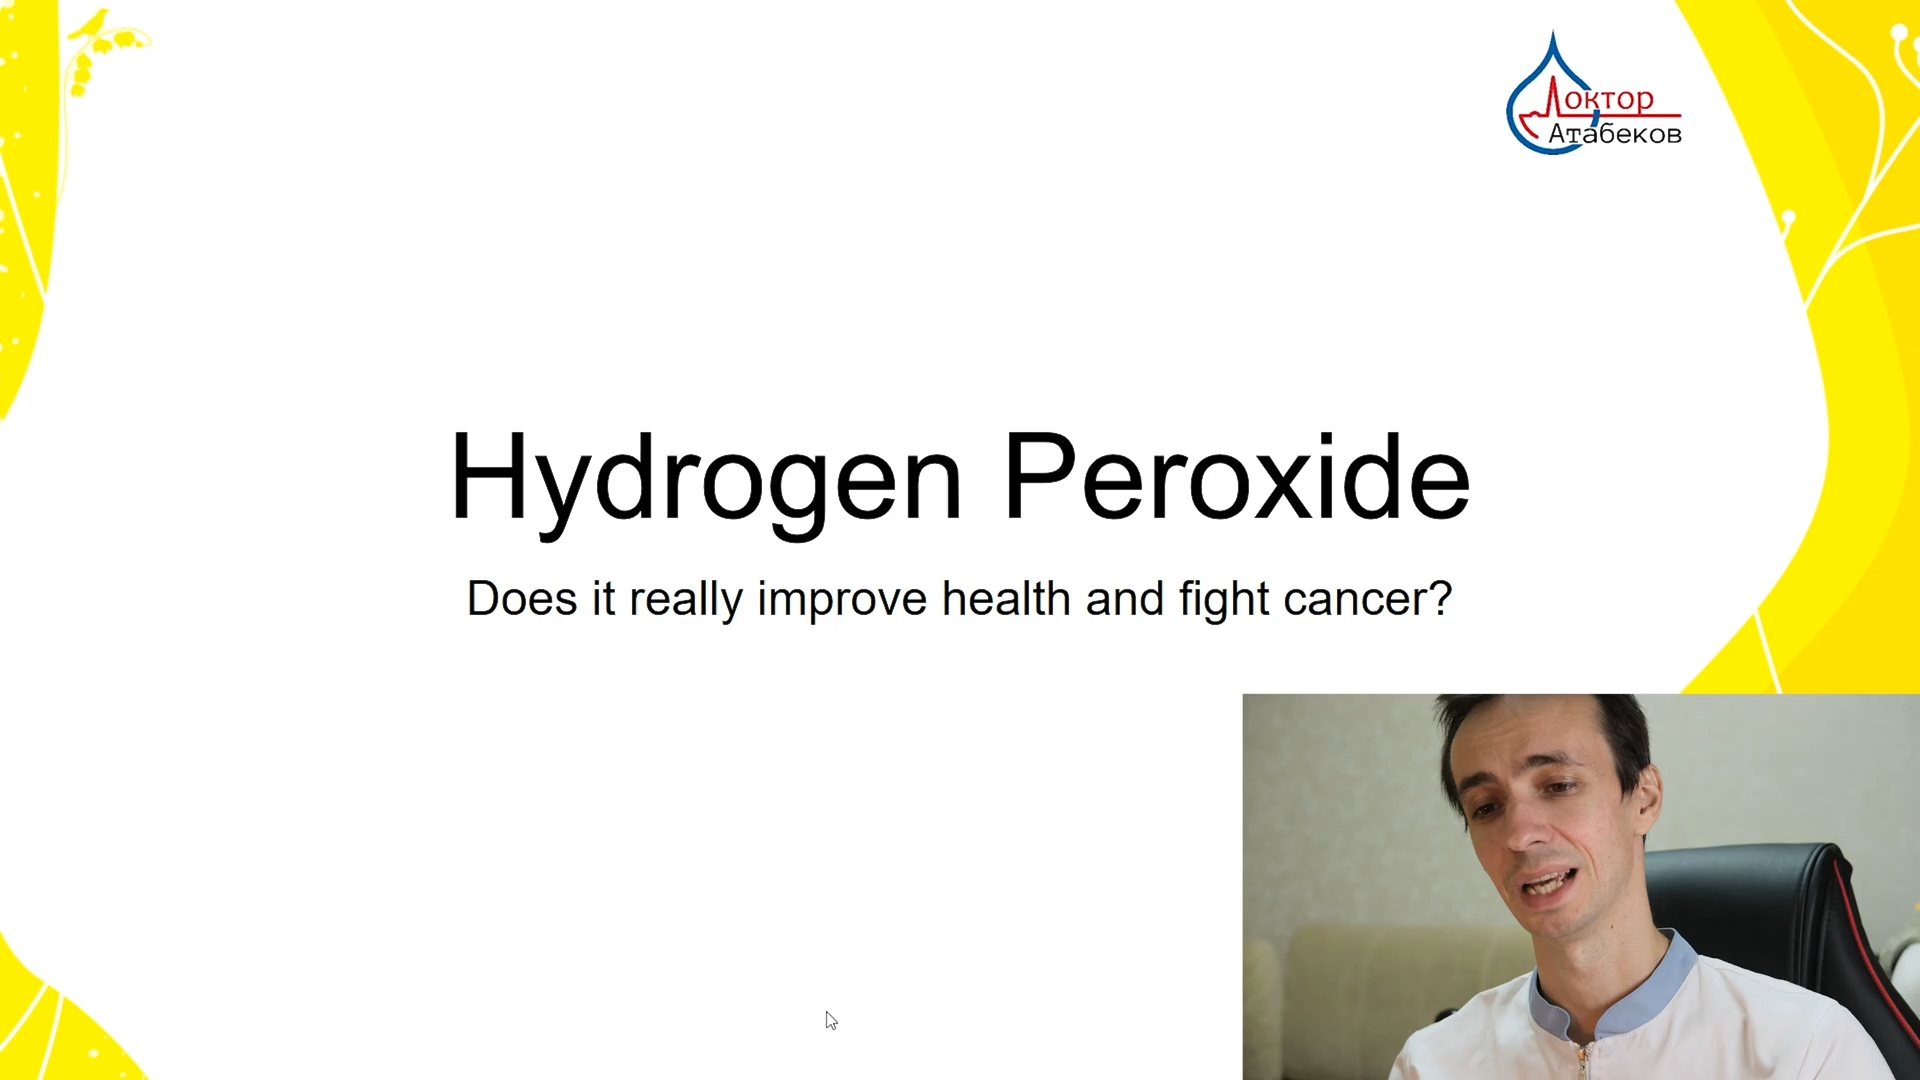 Доктор
Атабеков
Hydrogen Peroxide
Does it really improve health and fight cancer?